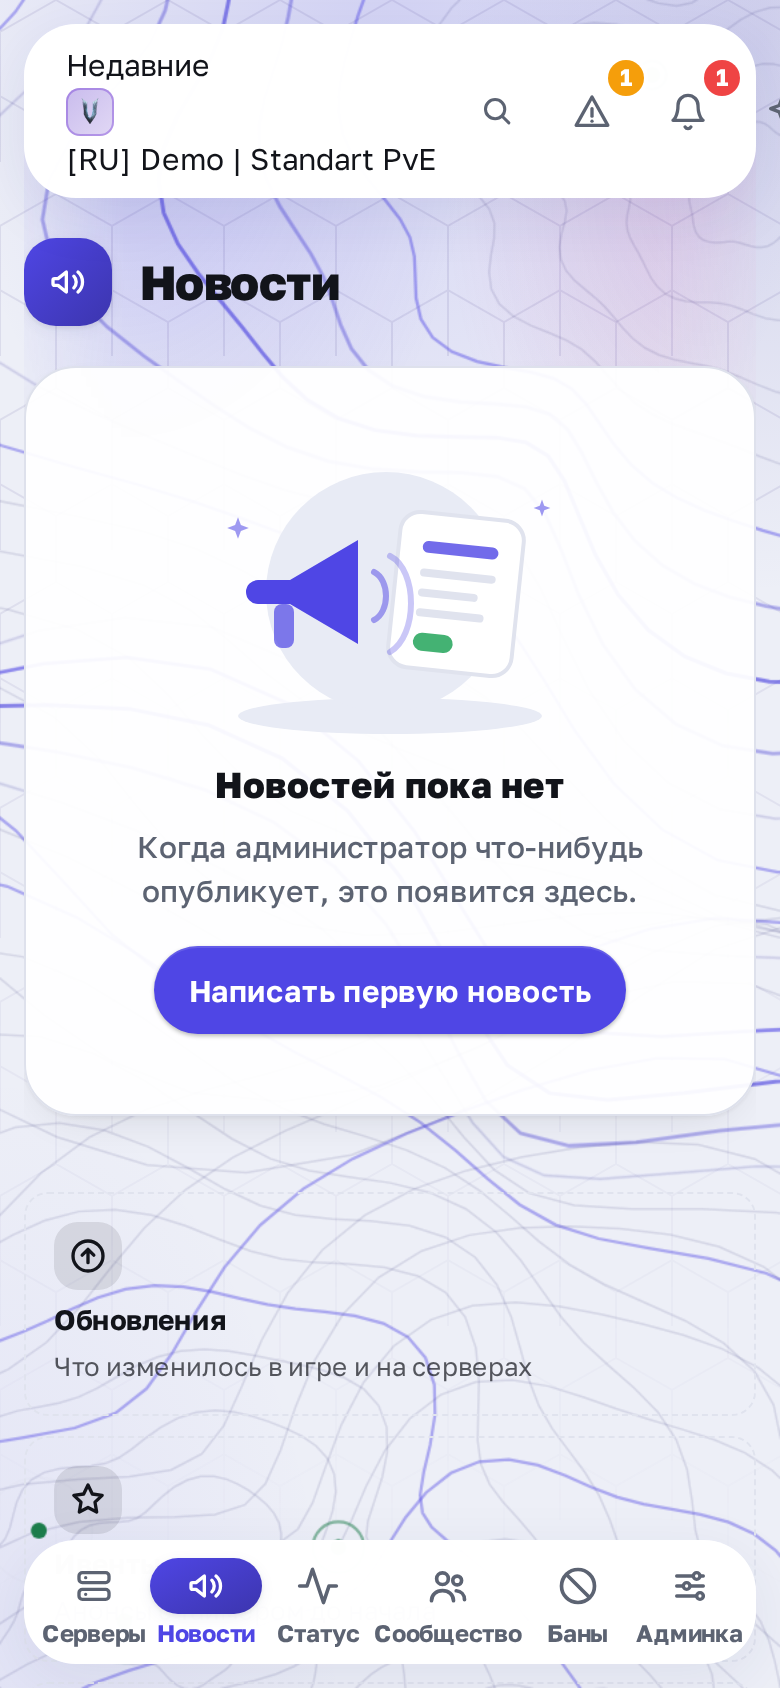 Недавние
1
1
[RU] Demo | Standart PvE
Новости
Новостей пока нет
Когда администратор что-нибудь
опубликует, это появится здесь.
Написать первую новость
Обновления
Что изменилось в игре и на серверах
Серверы
Новости
Статус
Сообщество
Баны
Админка